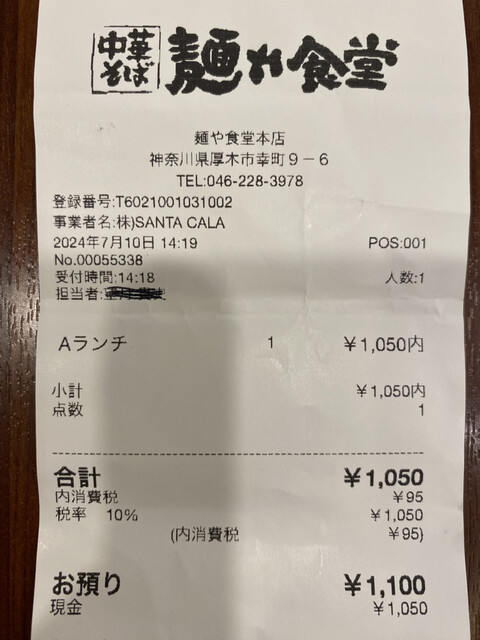 中華そば 麺や食堂
麺や食堂本店
神奈川県厚木市幸町９－６
TEL:046-228-3978
登録番号:T6021001031002
事業者名:株)SANTA CALA
2024年7月10日 14:19 POS:001
No.00055338
受付時間:14:18 人数:1
担当者:
Aランチ 1 ￥1,050内
小計 ￥1,050内
点数 1
合計 ￥1,050
内消費税 ￥95
税率 10% ￥1,050
(内消費税 ￥95)
お預り ￥1,100
現金 ￥1,050